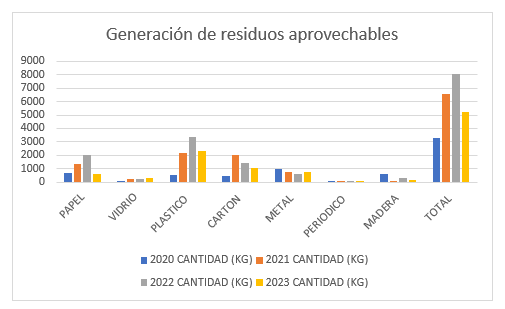 Generación de residuos aprovechables
9000
8000
7000
6000
5000
4000
3000
2000
1000
0
PAPEL
VIDRIO
PLASTICO
CARTON
METAL
PERIODICO
MADERA
TOTAL
2020 CANTIDAD (KG) 2021 CANTIDAD (KG)
2022 CANTIDAD (KG) 2023 CANTIDAD (KG)